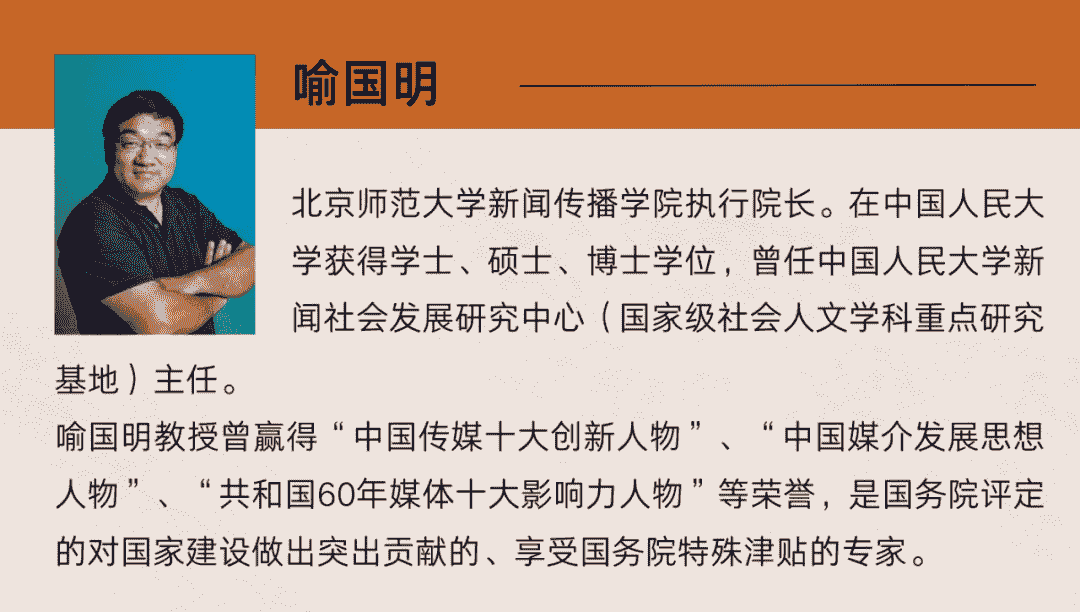 喻国明
北京师范大学新闻传播学院执行院长。在中国人民大
学获得学士、硕士、博士学位，曾任中国人民大学新
闻社会发展研究中心（国家级社会人文学科重点研究
基地）主任。
喻国明教授曾赢得“中国传媒十大创新人物”、“中国媒介发展思想
人物”、“共和国60年媒体十大影响力人物”等荣誉，是国务院评定
的对国家建设做出突出贡献的、享受国务院特殊津贴的专家。